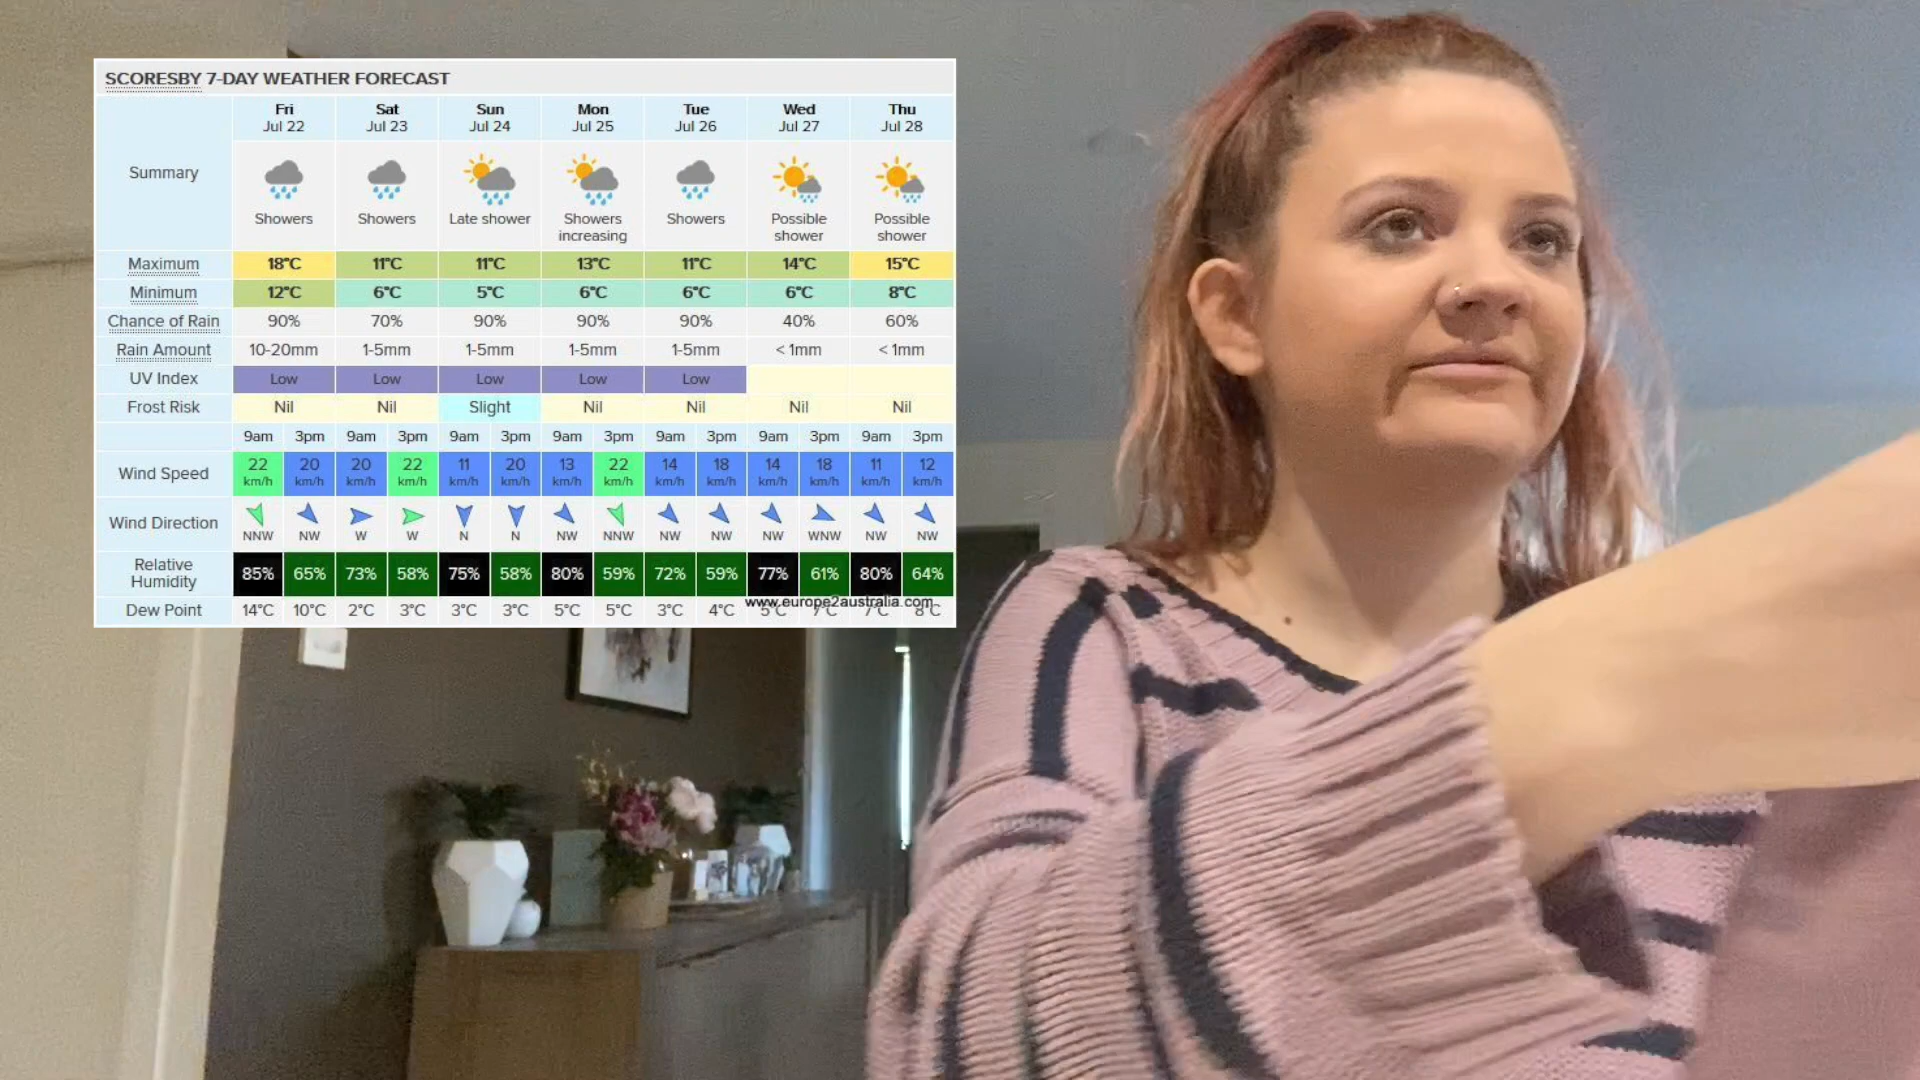 SCORESBY 7-DAY WEATHER FORECAST
Fri Sat Sun Mon Tue Wed Thu
Jul 22 Jul 23 Jul 24 Jul 25 Jul 26 Jul 27 Jul 28
Summary
Showers Showers Late shower Showers increasing Showers Possible shower Possible shower
Maximum 18°C 11°C 11°C 13°C 11°C 14°C 15°C
Minimum 12°C 6°C 5°C 6°C 6°C 6°C 8°C
Chance of Rain 90% 70% 90% 90% 90% 40% 60%
Rain Amount 10-20mm 1-5mm 1-5mm 1-5mm 1-5mm < 1mm < 1mm
UV Index Low Low Low Low Low
Frost Risk Nil Nil Slight Nil Nil Nil Nil
9am 3pm 9am 3pm 9am 3pm 9am 3pm 9am 3pm 9am 3pm 9am 3pm
Wind Speed 22 km/h 20 km/h 20 km/h 22 km/h 11 km/h 20 km/h 13 km/h 22 km/h 14 km/h 18 km/h 14 km/h 18 km/h 11 km/h 12 km/h
Wind Direction NNW NW W W N N NW NNW NW NW NW WNW NW NW
Relative Humidity 85% 65% 73% 58% 75% 58% 80% 59% 72% 59% 77% 61% 80% 64%
Dew Point 14°C 10°C 2°C 3°C 3°C 3°C 5°C 5°C 3°C 4°C 5°C 7°C 7°C 8°C
www.europe2australia.com